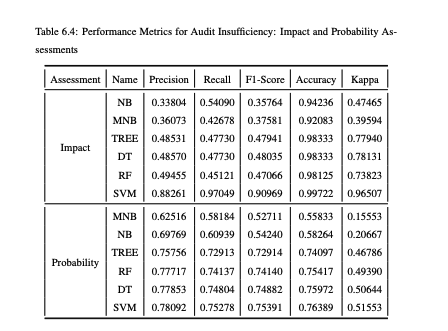 Table 6.4: Performance Metrics for Audit Insufficiency: Impact and Probability As-
sessments
Assessment Name Precision Recall F1-Score Accuracy Kappa
NB 0.33804 0.54090 0.35764 0.94236 0.47465
MNB 0.36073 0.42678 0.37581 0.92083 0.39594
TREE 0.48531 0.47730 0.47941 0.98333 0.77940
Impact
DT 0.48570 0.47730 0.48035 0.98333 0.78131
RF 0.49455 0.45121 0.47066 0.98125 0.73823
SVM 0.88261 0.97049 0.90969 0.99722 0.96507
MNB 0.62516 0.58184 0.52711 0.55833 0.15553
NB 0.69769 0.60939 0.54240 0.58264 0.20667
TREE 0.75756 0.72913 0.72914 0.74097 0.46786
Probability
RF 0.77717 0.74137 0.74140 0.75417 0.49390
DT 0.77853 0.74804 0.74882 0.75972 0.50644
SVM 0.78092 0.75278 0.75391 0.76389 0.51553